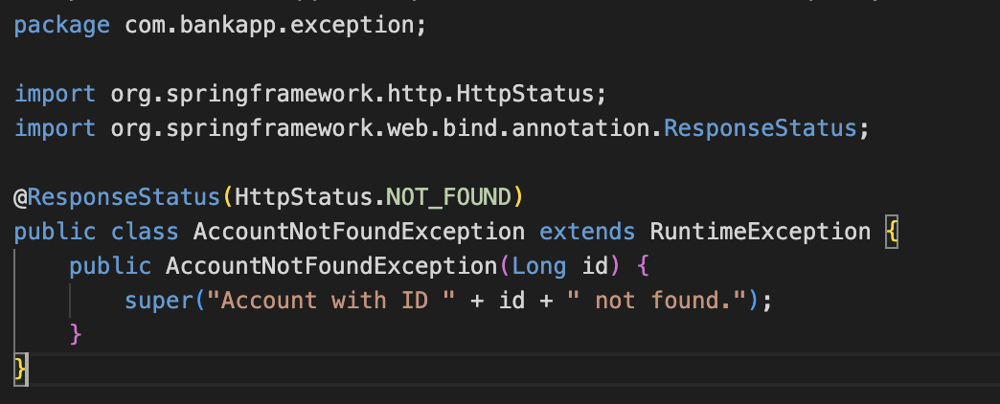 package com.bankapp.exception;
import org.springframework.http.HttpStatus;
import org.springframework.web.bind.annotation.ResponseStatus;
@ResponseStatus(HttpStatus.NOT_FOUND)
public class AccountNotFoundException extends RuntimeException {
    public AccountNotFoundException(Long id) {
        super("Account with ID " + id + " not found.");
    }
}